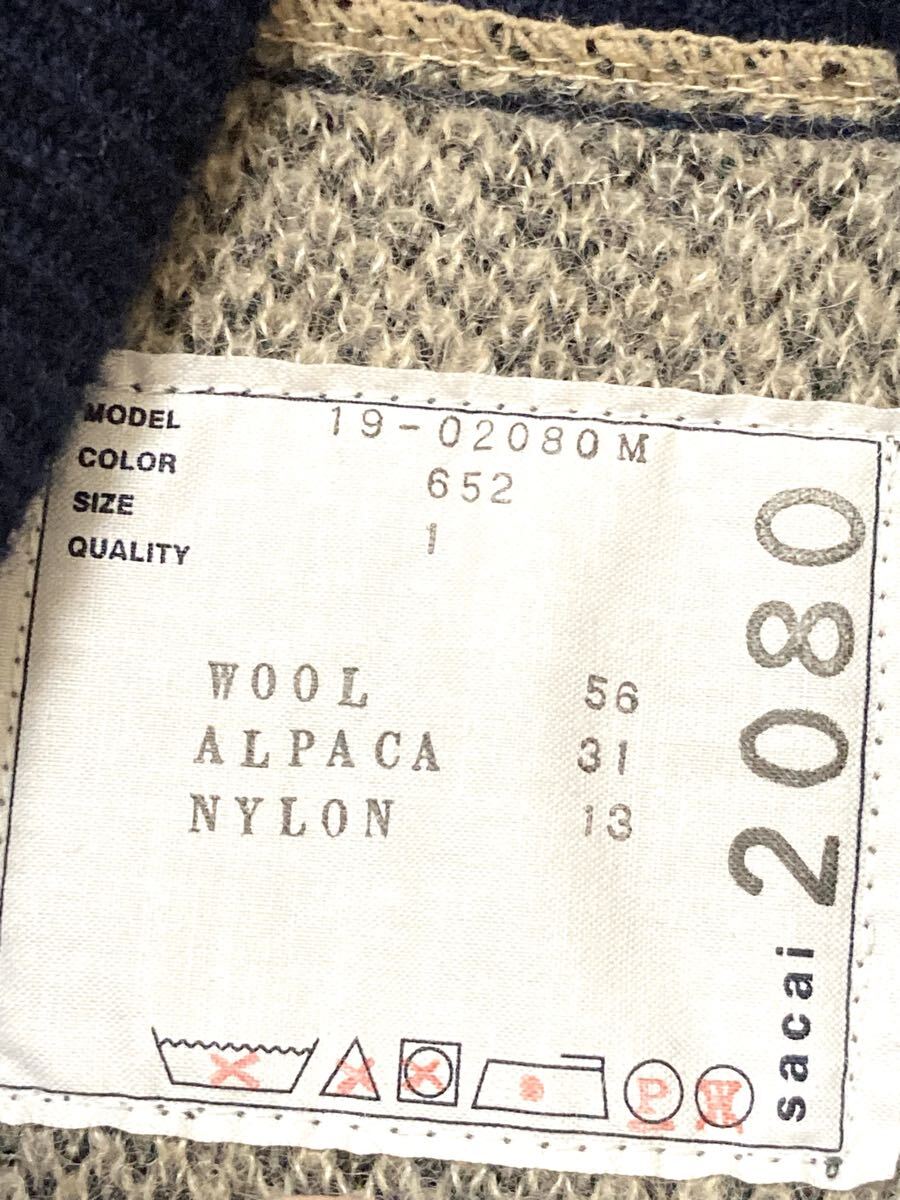 MODEL 19-02080M
COLOR 652
SIZE 1
QUALITY
WOOL 56
ALPACA 31
NYLON 13
P W
sacai 2080